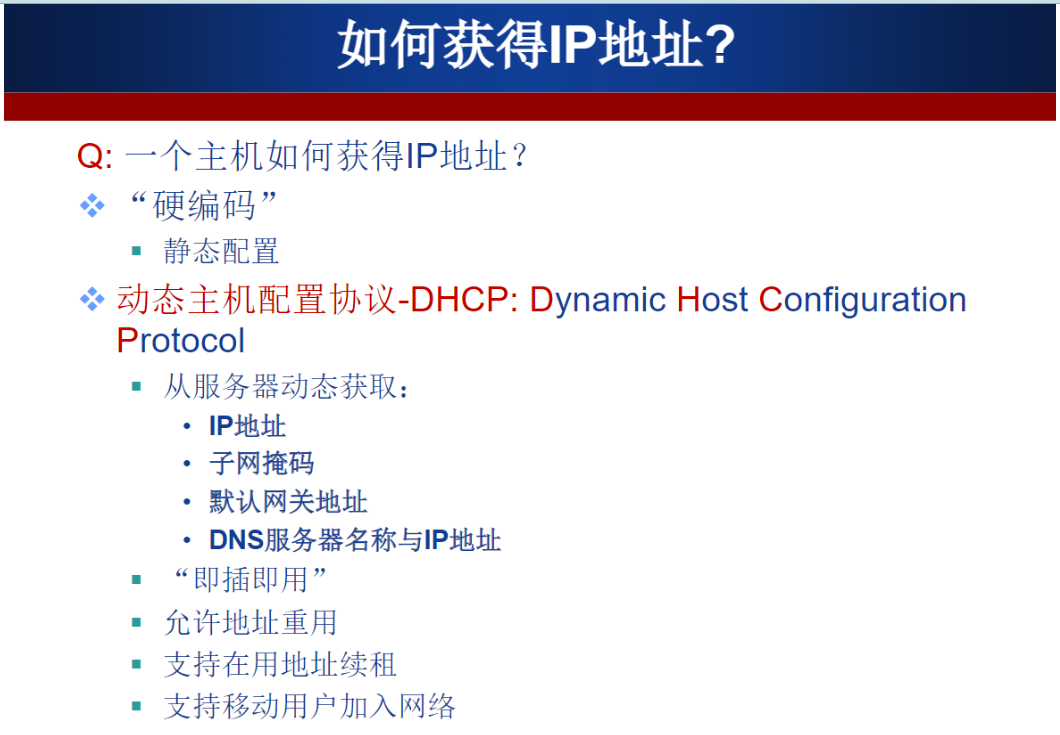 如何获得IP地址?
Q: 一个主机如何获得IP地址?
“硬编码”
静态配置
动态主机配置协议-DHCP: Dynamic Host Configuration
Protocol
从服务器动态获取:
IP地址
子网掩码
默认网关地址
DNS服务器名称与IP地址
“即插即用”
允许地址重用
支持在用地址续租
支持移动用户加入网络